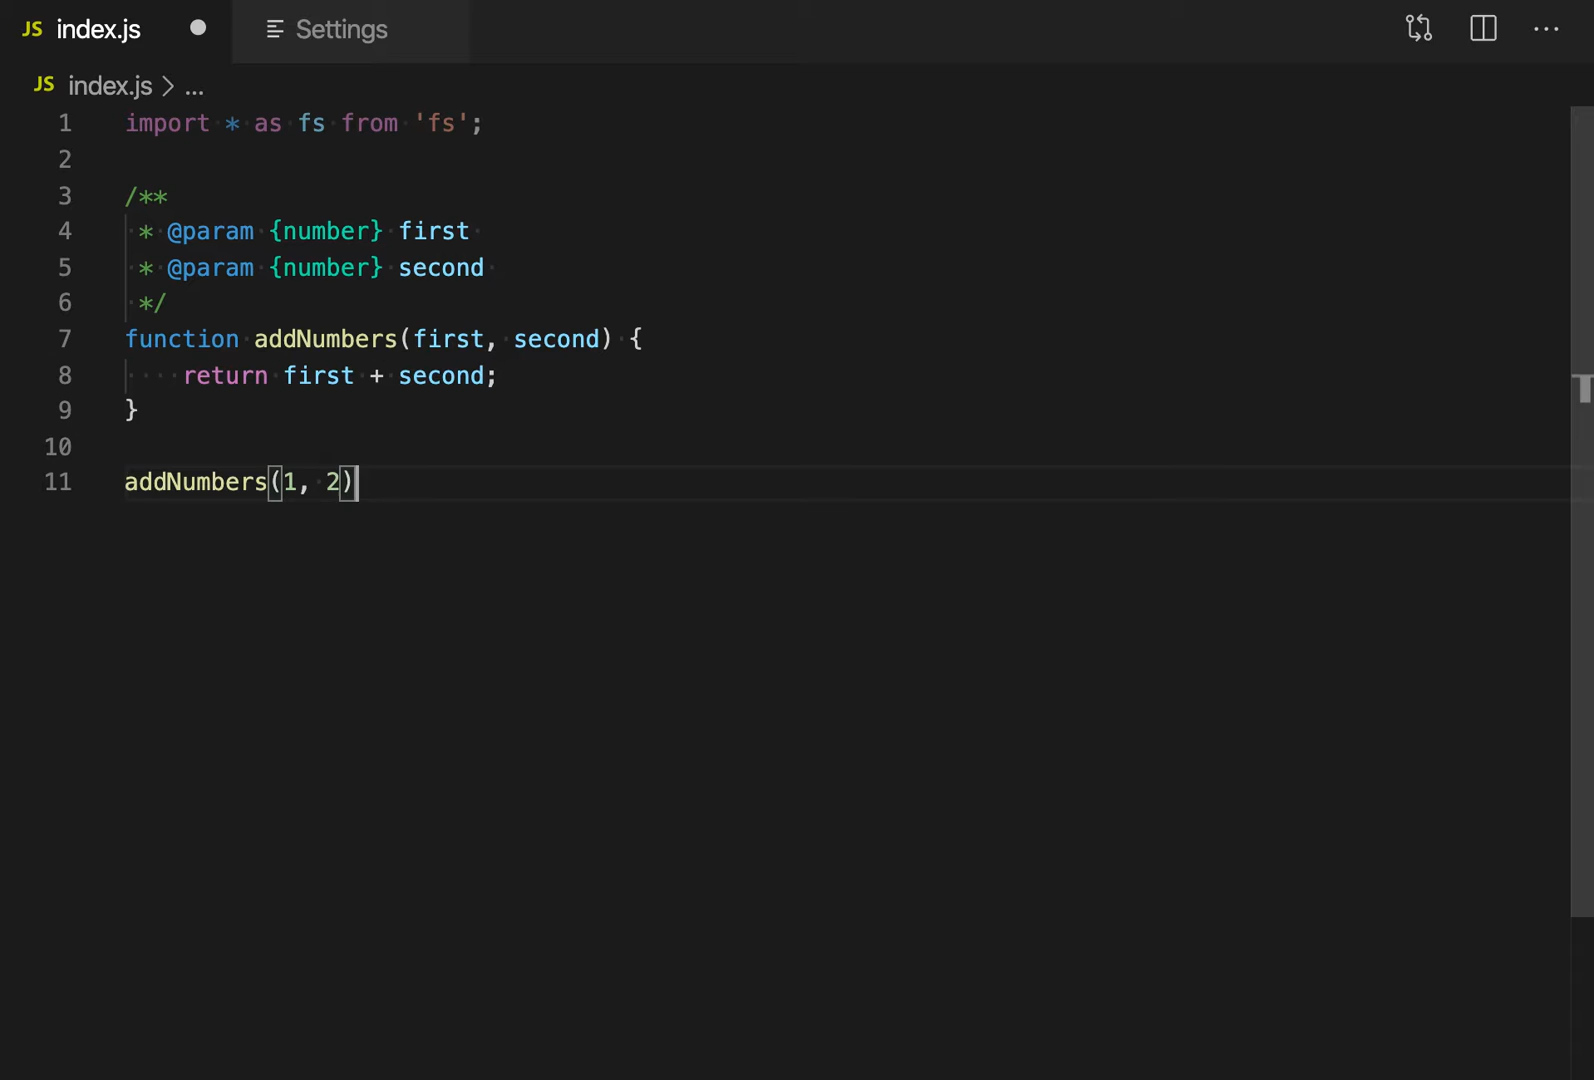 JS index.js Settings
JS index.js > ...
1 import * as fs from 'fs';
2
3 /**
4  * @param {number} first
5  * @param {number} second
6  */
7 function addNumbers(first, second) {
8     return first + second;
9 }
10
11 addNumbers(1, 2)